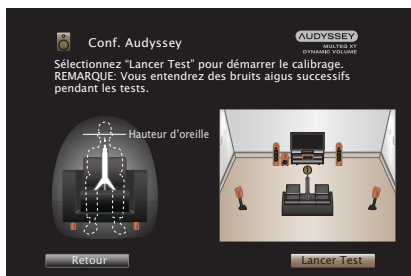 Conf. Audyssey
AUDYSSEY
MULTEQ XT
DYNAMIC VOLUME
Sélectionnez “Lancer Test” pour démarrer le calibrage.
REMARQUE: Vous entendrez des bruits aigus successifs
pendant les tests.
Hauteur d’oreille
Retour
Lancer Test